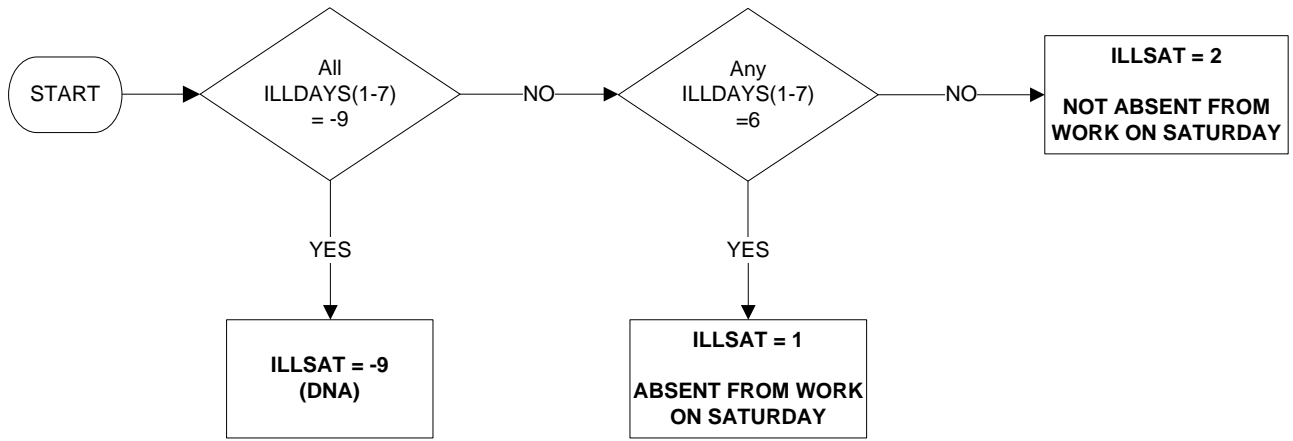 START
All
ILLDAYS(1-7)
= -9
NO
Any
ILLDAYS(1-7)
=6
NO
ILLSAT = 2
NOT ABSENT FROM
WORK ON SATURDAY
YES
YES
ILLSAT = -9
(DNA)
ILLSAT = 1
ABSENT FROM WORK
ON SATURDAY